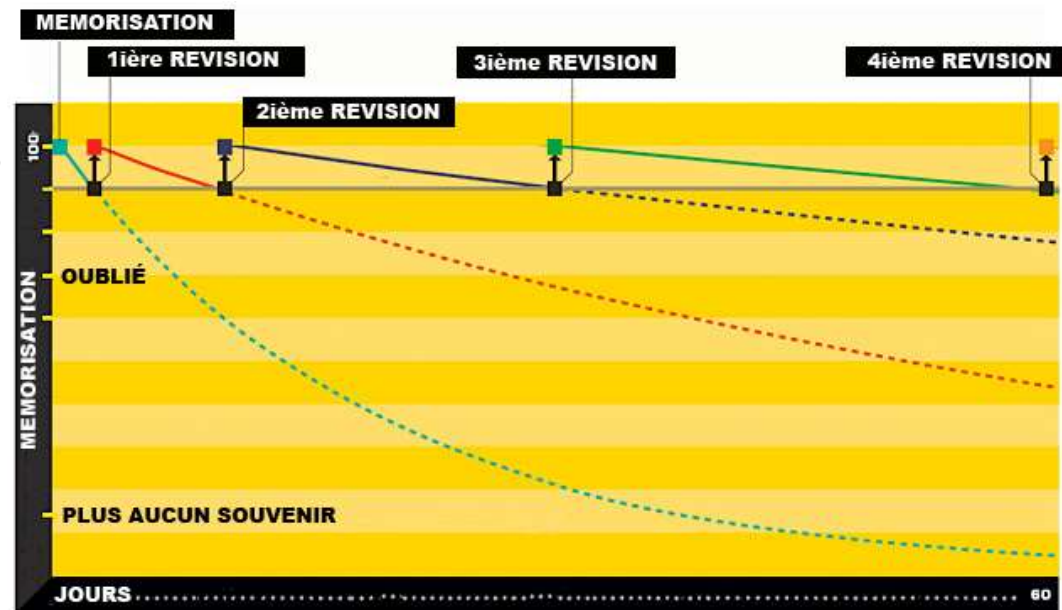 MEMORISATION
1ière REVISION
3ième REVISION
4ième REVISION
2ième REVISION
100
MEMORISATION
OUBLIÉ
PLUS AUCUN SOUVENIR
JOURS
60